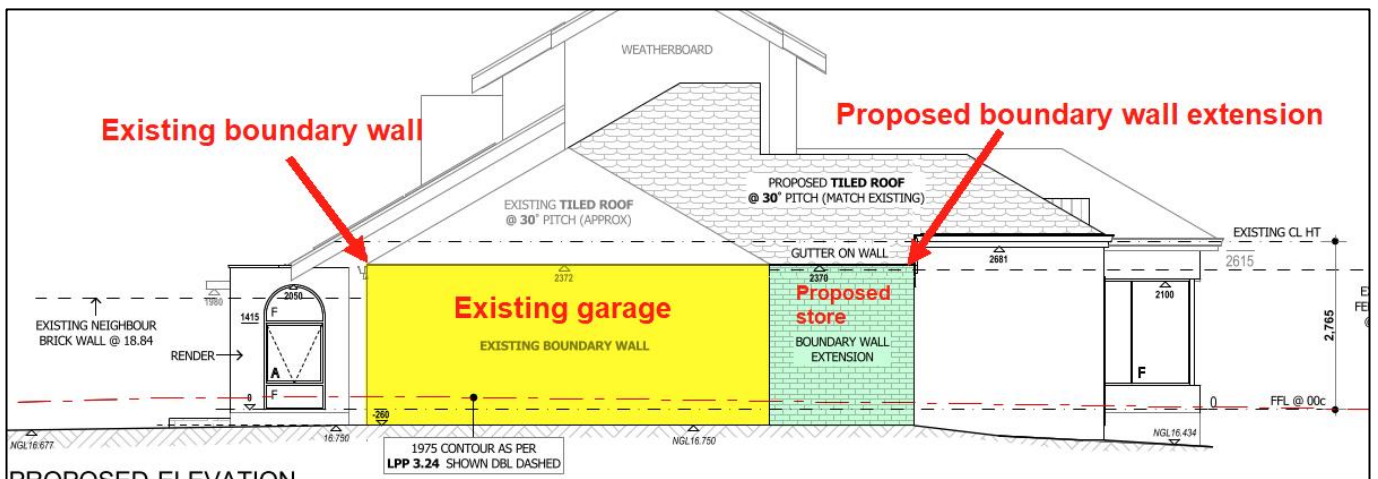 WEATHERBOARD
Existing boundary wall
Proposed boundary wall extension
PROPOSED TILED ROOF
@ 30° PITCH (MATCH EXISTING)
EXISTING TILED ROOF
@ 30° PITCH (APPROX)
EXISTING CL HT
GUTTER ON WALL
2681
2615
2372
2370
1980
2050
2100
Existing garage
Proposed
store
EXISTING NEIGHBOUR
BRICK WALL @ 18.84
1415
F
RENDER
EXISTING BOUNDARY WALL
BOUNDARY WALL
EXTENSION
2,765
A
F
F
0
-260
0
FFL @ 00c
NGL16.677
16.750
1975 CONTOUR AS PER
LPP 3.24 SHOWN DBL DASHED
NGL16.750
NGL16.434
PROPOSED ELEVATION